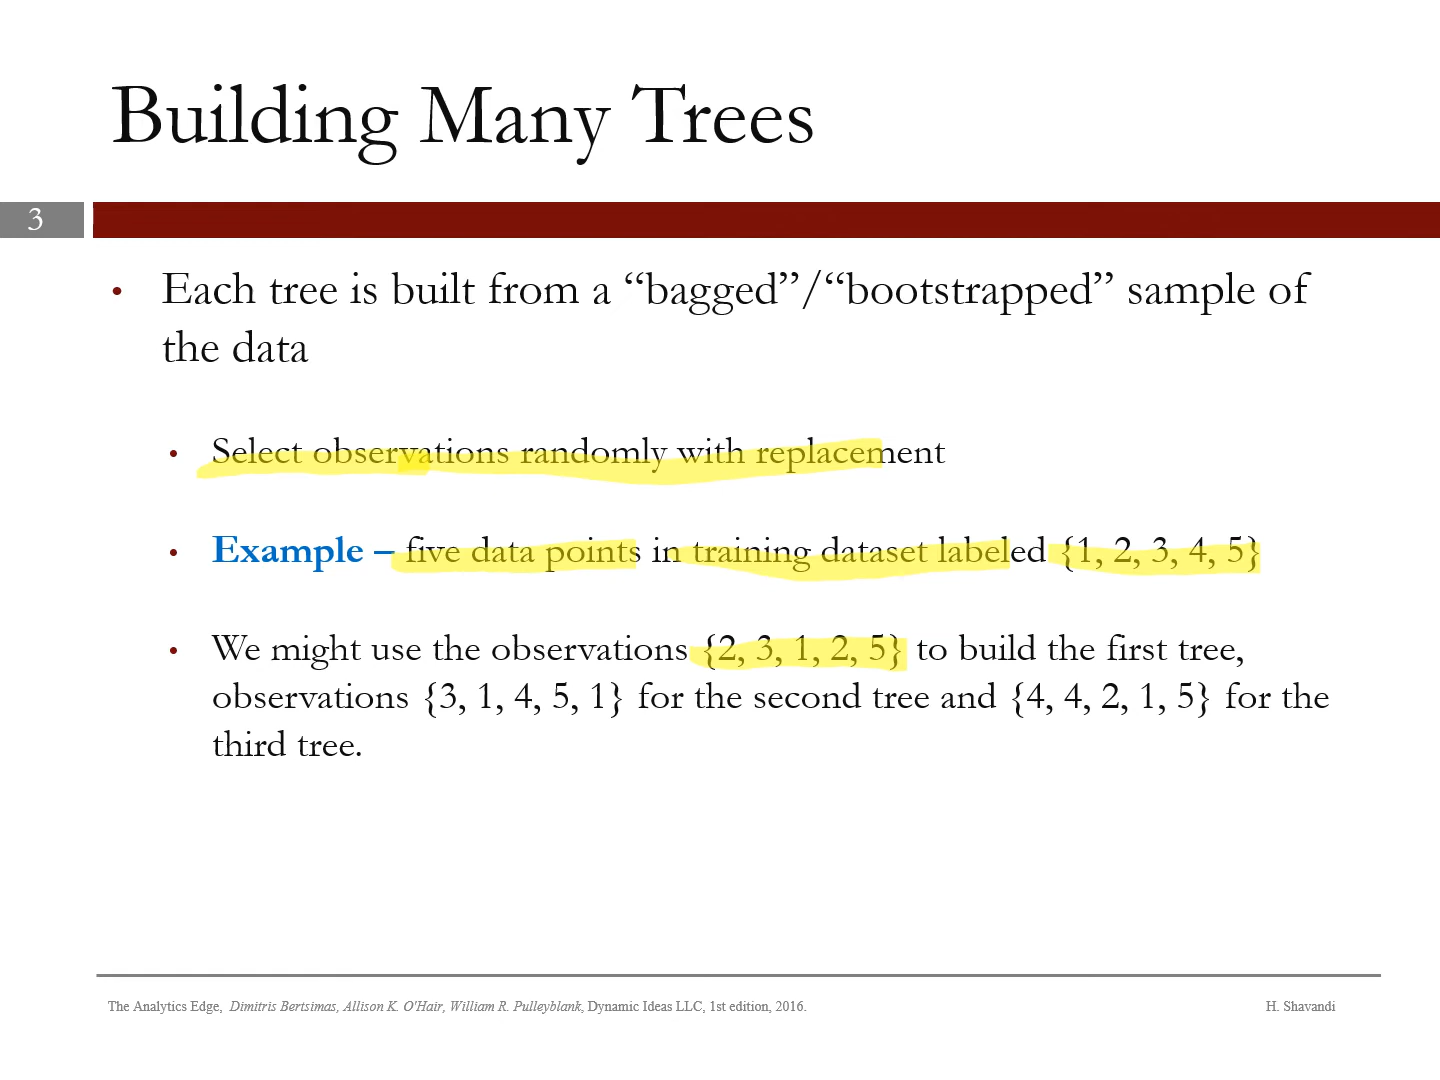 Building Many Trees
3
• Each tree is built from a “bagged”/“bootstrapped” sample of
the data
• Select observations randomly with replacement
• Example – five data points in training dataset labeled {1, 2, 3, 4, 5}
• We might use the observations {2, 3, 1, 2, 5} to build the first tree,
observations {3, 1, 4, 5, 1} for the second tree and {4, 4, 2, 1, 5} for the
third tree.
The Analytics Edge, Dimitris Bertsimas, Allison K. O'Hair, William R. Pulleyblank, Dynamic Ideas LLC, 1st edition, 2016.
H. Shavandi